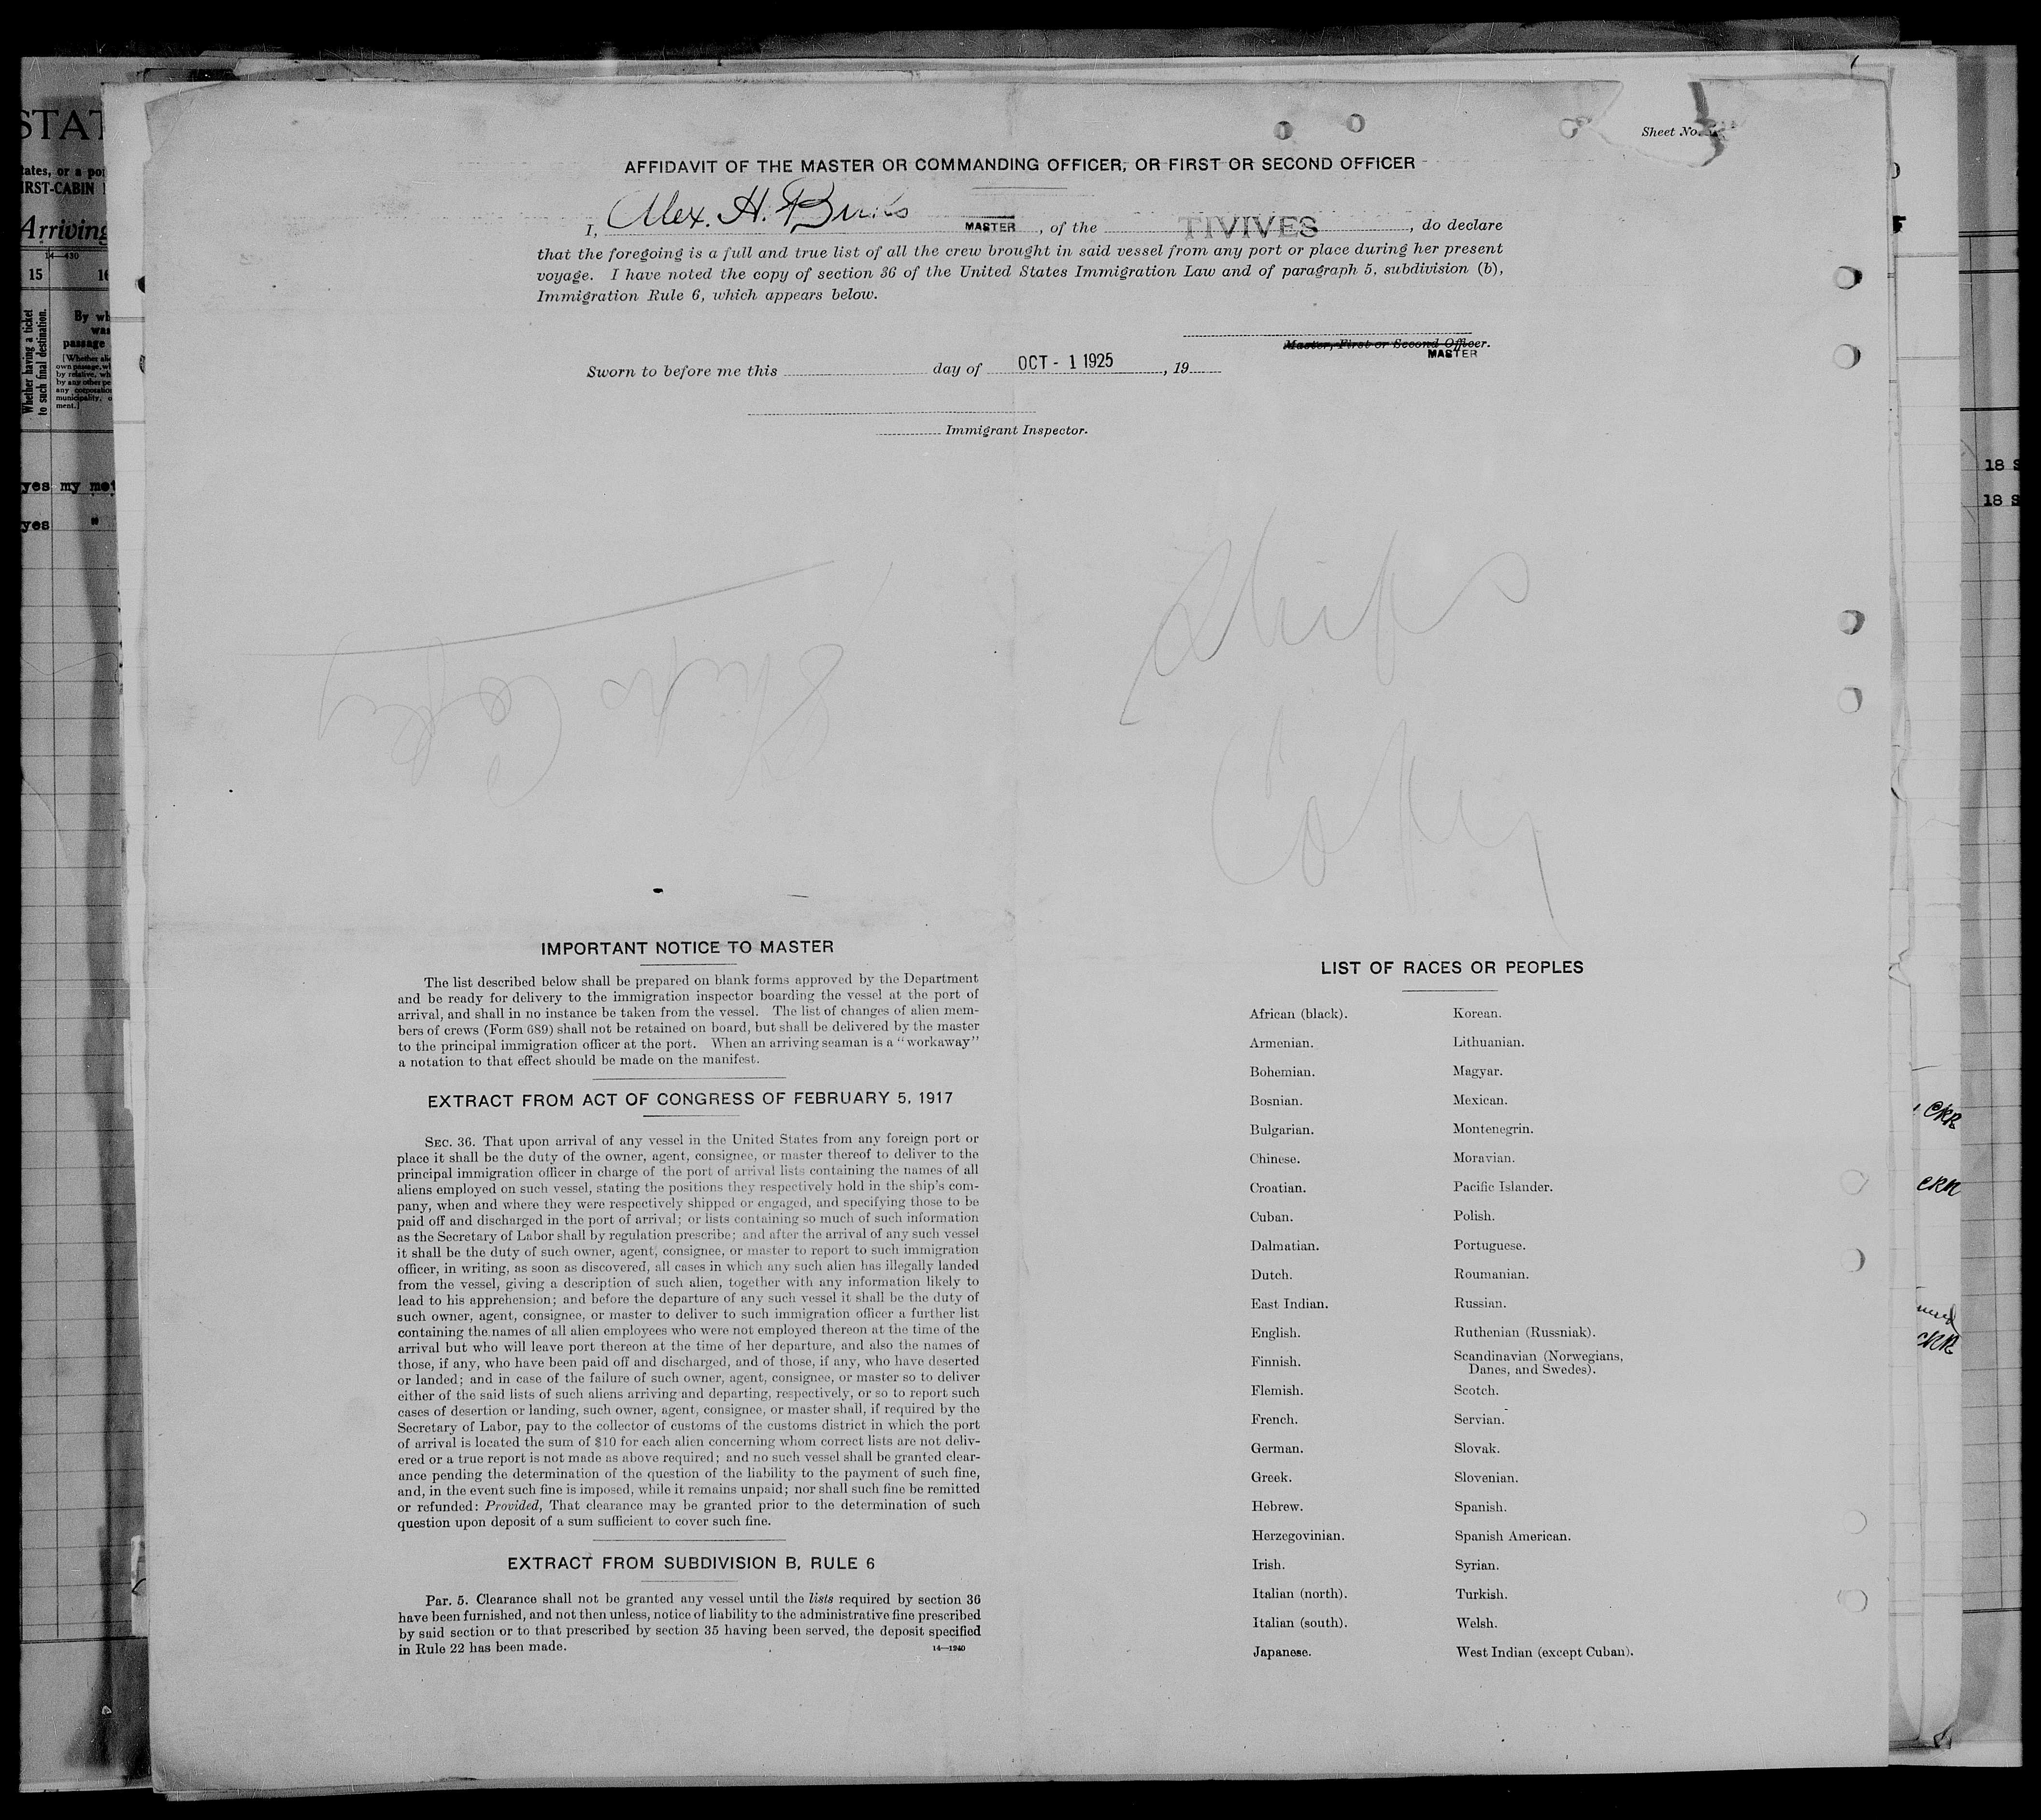 Sheet No.
AFFIDAVIT OF THE MASTER OR COMMANDING OFFICER, OR FIRST OR SECOND OFFICER
I, Alex. H. MASTER, of the TIVIVES, do declare
that the foregoing is a full and true list of all the crew brought in said vessel from any port or place during her present
voyage. I have noted the copy of section 36 of the United States Immigration Law and of paragraph 5, subdivision (b),
Immigration Rule 6, which appears below.
Master, First or Second Officer.
MASTER
Sworn to before me this day of OCT - 1 1925, 19
Immigrant Inspector.
Ships
Copy
Ships Copy
IMPORTANT NOTICE TO MASTER
The list described below shall be prepared on blank forms approved by the Department
and be ready for delivery to the immigration inspector boarding the vessel at the port of
arrival, and shall in no instance be taken from the vessel. The list of changes of alien mem-
bers of crews (Form 689) shall not be retained on board, but shall be delivered by the master
to the principal immigration officer at the port. When an arriving seaman is a "workaway"
a notation to that effect should be made on the manifest.
EXTRACT FROM ACT OF CONGRESS OF FEBRUARY 5, 1917
SEC. 36. That upon arrival of any vessel in the United States from any foreign port or
place it shall be the duty of the owner, agent, consignee, or master thereof to deliver to the
principal immigration officer in charge of the port of arrival lists containing the names of all
aliens employed on such vessel, stating the positions they respectively hold in the ship's com-
pany, when and where they were respectively shipped or engaged, and specifying those to be
paid off and discharged in the port of arrival; or lists containing so much of such information
as the Secretary of Labor shall by regulation prescribe; and after the arrival of any such vessel
it shall be the duty of such owner, agent, consignee, or master to report to such immigration
officer, in writing, as soon as discovered, all cases in which any such alien has illegally landed
from the vessel, giving a description of such alien, together with any information likely to
lead to his apprehension; and before the departure of any such vessel it shall be the duty of
such owner, agent, consignee, or master to deliver to such immigration officer a further list
containing the names of all alien employees who were not employed thereon at the time of the
arrival but who will leave port thereon at the time of her departure, and also the names of
those, if any, who have been paid off and discharged, and of those, if any, who have deserted
or landed; and in case of the failure of such owner, agent, consignee, or master so to deliver
either of the said lists of such aliens arriving and departing, respectively, or so to report such
cases of desertion or landing, such owner, agent, consignee, or master shall, if required by the
Secretary of Labor, pay to the collector of customs of the customs district in which the port
of arrival is located the sum of $10 for each alien concerning whom correct lists are not deliv-
ered or a true report is not made as above required; and no such vessel shall be granted clear-
ance pending the determination of the question of the liability to the payment of such fine,
and, in the event such fine is imposed, while it remains unpaid; nor shall such fine be remitted
or refunded: Provided, That clearance may be granted prior to the determination of such
question upon deposit of a sum sufficient to cover such fine.
EXTRACT FROM SUBDIVISION B, RULE 6
Par. 5. Clearance shall not be granted any vessel until the lists required by section 36
have been furnished, and not then unless, notice of liability to the administrative fine prescribed
by said section or to that prescribed by section 35 having been served, the deposit specified
in Rule 22 has been made.
14—1240
LIST OF RACES OR PEOPLES
African (black).
Armenian.
Bohemian.
Bosnian.
Bulgarian.
Chinese.
Croatian.
Cuban.
Dalmatian.
Dutch.
East Indian.
English.
Finnish.
Flemish.
French.
German.
Greek.
Hebrew.
Herzegovinian.
Irish.
Italian (north).
Italian (south).
Japanese.
Korean.
Lithuanian.
Magyar.
Mexican.
Montenegrin.
Moravian.
Pacific Islander.
Polish.
Portuguese.
Roumanian.
Russian.
Ruthenian (Russniak).
Scandinavian (Norwegians,
Danes, and Swedes).
Scotch.
Servian.
Slovak.
Slovenian.
Spanish.
Spanish American.
Syrian.
Turkish.
Welsh.
West Indian (except Cuban).
STAT
RST-CABIN
Arriving
14—430
15
Whether having a ticket
to such final destination.
By wh
was
passage
yes my mot
yes "
18 S
18 S
CRR
CRR
CRR